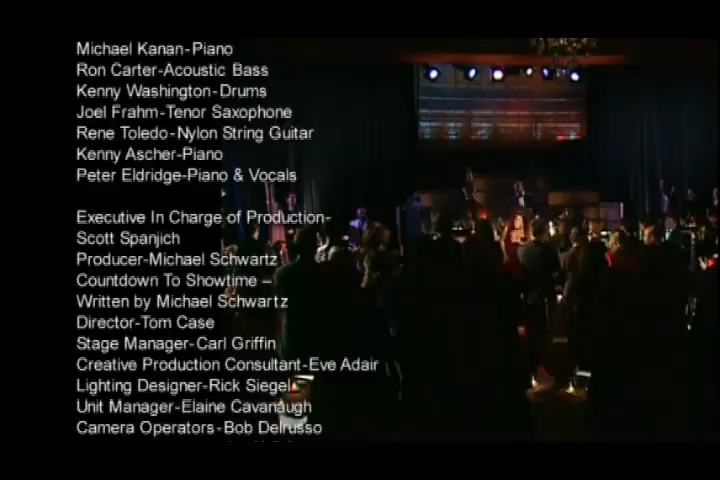 Michael Kanan-Piano
Ron Carter-Acoustic Bass
Kenny Washington-Drums
Joel Frahm-Tenor Saxophone
Rene Toledo-Nylon String Guitar
Kenny Ascher-Piano
Peter Eldridge-Piano & Vocals
Executive In Charge of Production-
Scott Spanjich
Producer-Michael Schwartz
Countdown To Showtime –
Written by Michael Schwartz
Director-Tom Case
Stage Manager-Carl Griffin
Creative Production Consultant-Eve Adair
Lighting Designer-Rick Siegel
Unit Manager-Elaine Cavanaugh
Camera Operators-Bob Delrusso